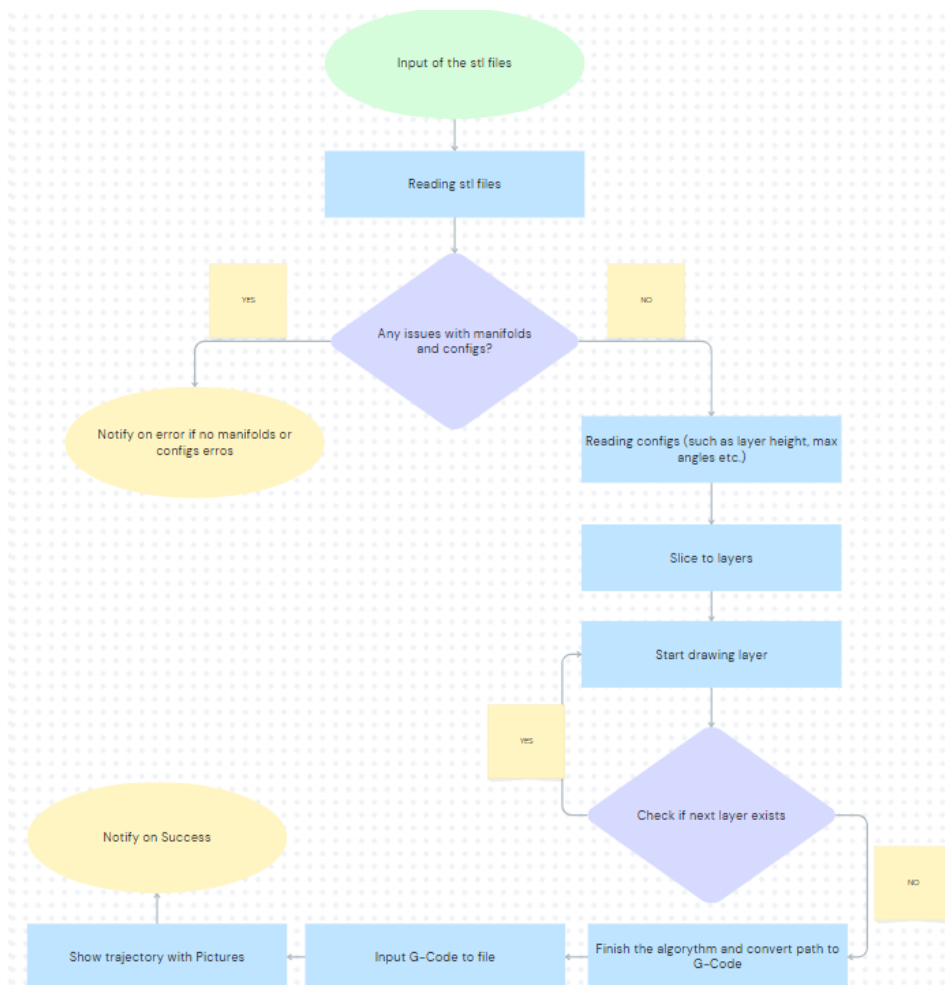 Input of the stl files
Reading stl files
YES
NO
Any issues with manifolds
and configs?
Notify on error if no manifolds or
configs erros
Reading configs (such as layer height, max
angles etc.)
Slice to layers
Start drawing layer
YES
Check if next layer exists
NO
Finish the algorythm and convert path to
G-Code
Input G-Code to file
Show trajectory with Pictures
Notify on Success